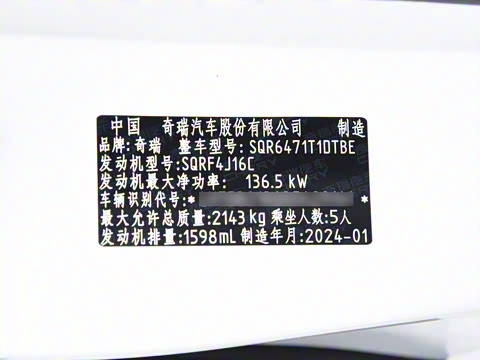 中国 奇瑞汽车股份有限公司 制造
品牌: 奇瑞 整车型号: SQR6471T1DTBE
发动机型号:SQRF4J16C
发动机最大净功率: 136.5 kW
车辆识别代号:* *
最大允许总质量:2143 kg 乘坐人数:5人
发动机排量:1598mL 制造年月:2024-01